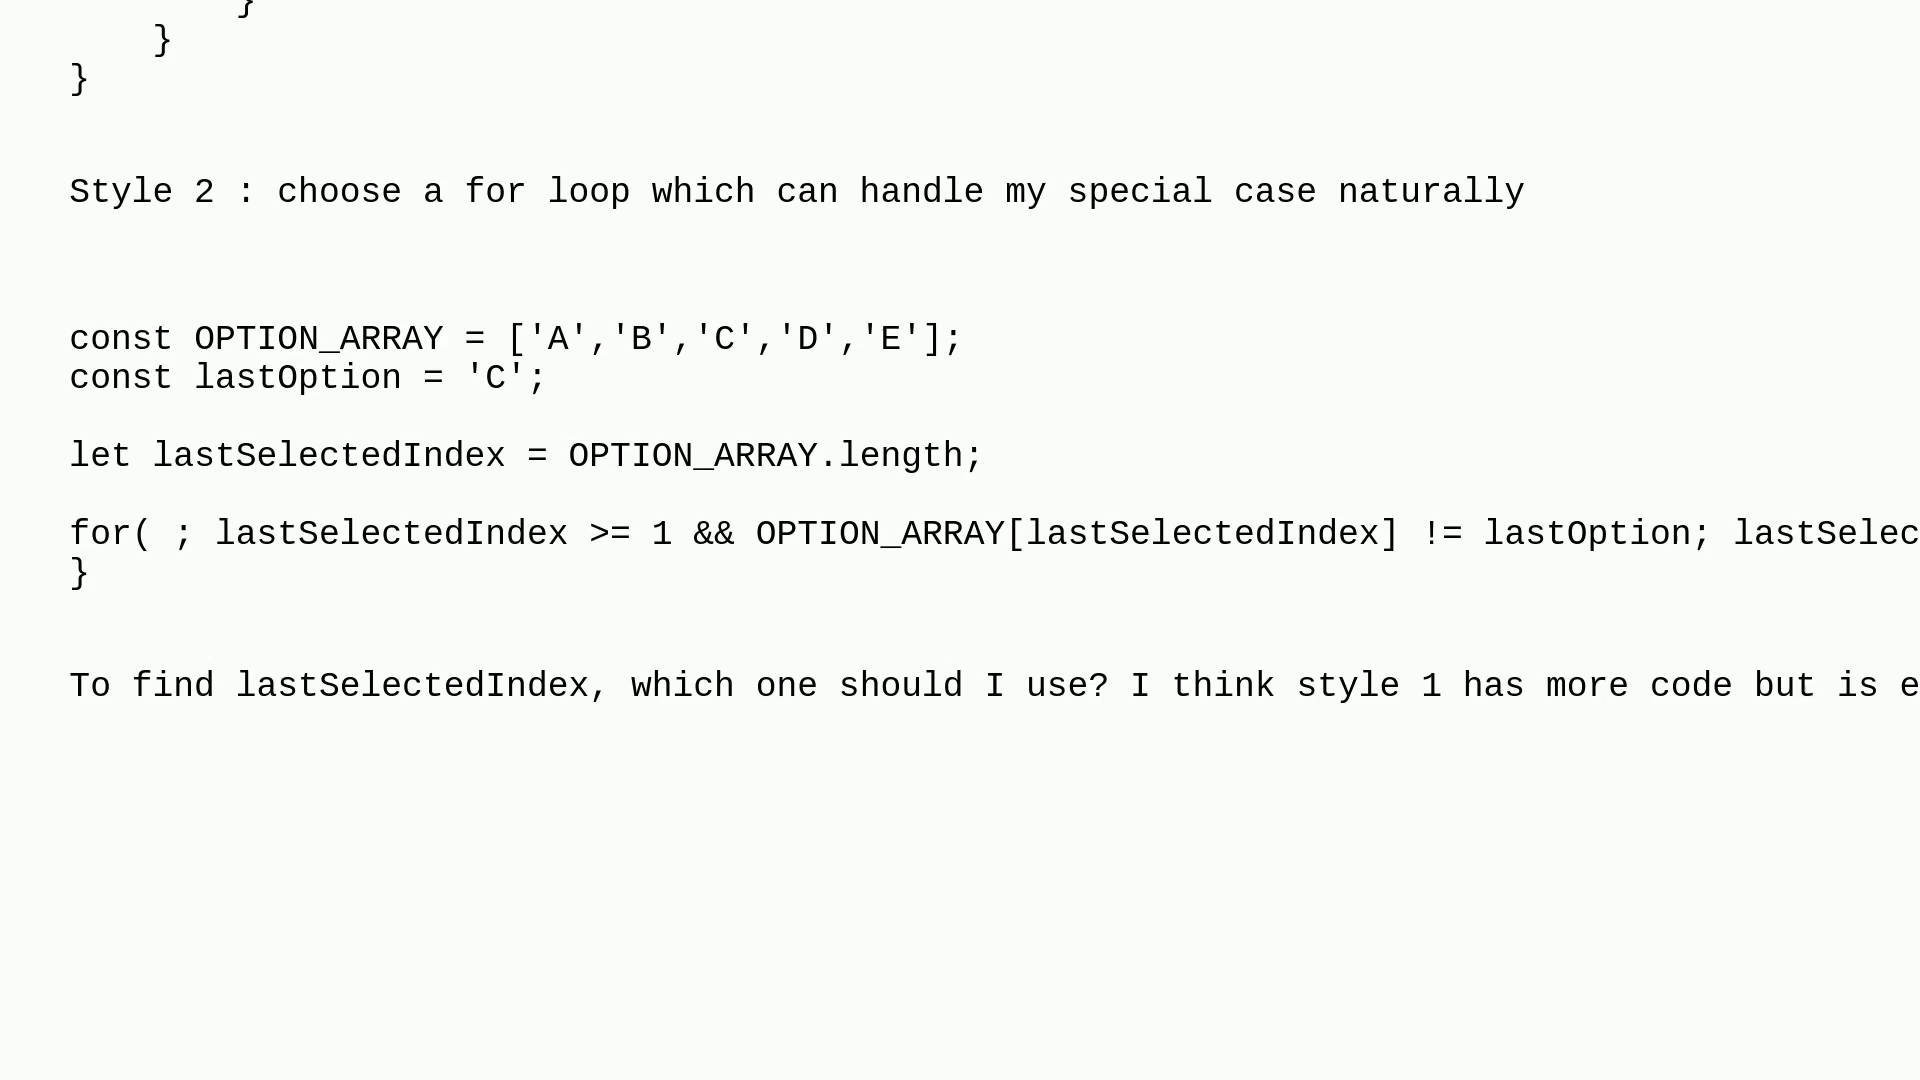 }
}
}
Style 2 : choose a for loop which can handle my special case naturally
const OPTION_ARRAY = ['A','B','C','D','E'];
const lastOption = 'C';
let lastSelectedIndex = OPTION_ARRAY.length;
for( ; lastSelectedIndex >= 1 && OPTION_ARRAY[lastSelectedIndex] != lastOption; lastSelec
}
To find lastSelectedIndex, which one should I use? I think style 1 has more code but is e